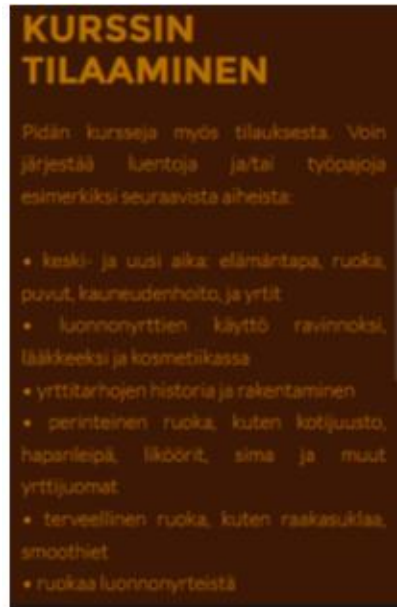 KURSSIN
TILAAMINEN
Pidän kursseja myös tilauksesta. Voin
järjestää luentoja ja/tai työpajoja
esimerkiksi seuraavista aiheista:
• keski- ja uusi aika: elämäntapa, ruoka,
puvut, kauneudenhoito, ja yrtit
• luonnonyrttien käyttö ravinnoksi,
lääkkeeksi ja kosmetiikassa
• yrttitarhojen historia ja rakentaminen
• perinteinen ruoka, kuten kotijuusto,
hapanleipä, liköörit, sima ja muut
yrttijuomat
• terveellinen ruoka, kuten raakasuklaa,
smoothiet
• ruokaa luonnonyrteistä